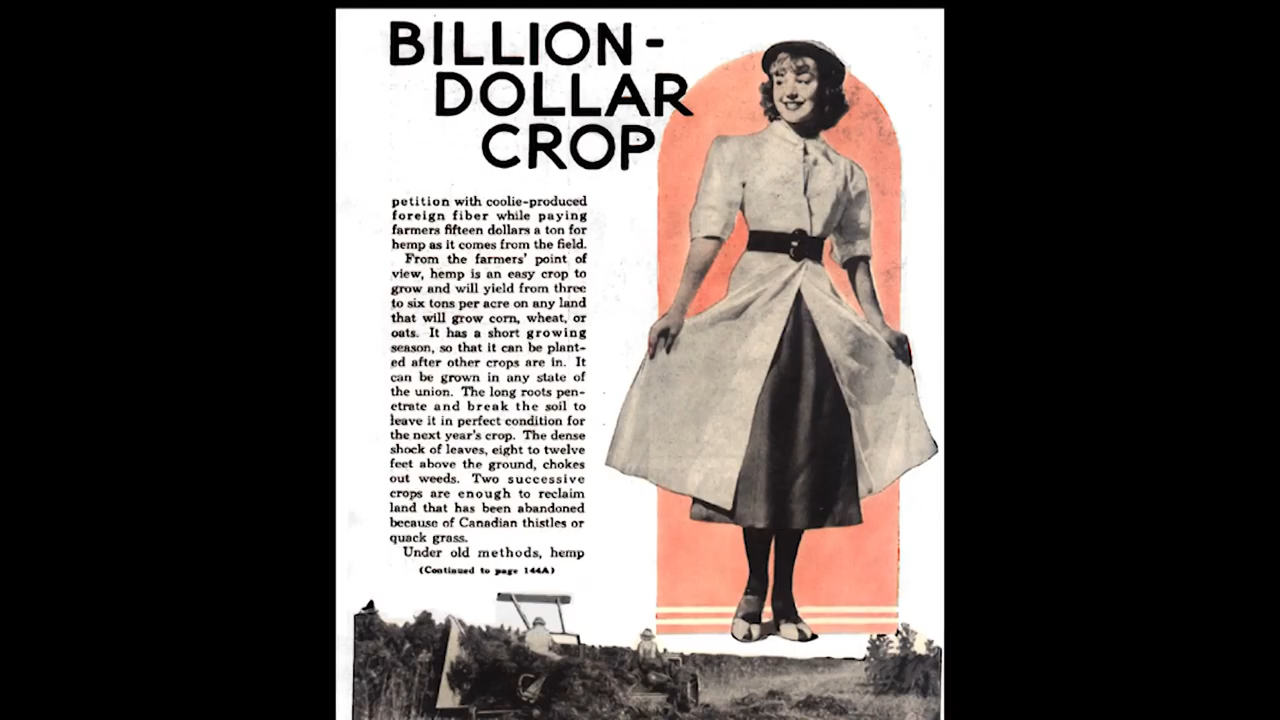 BILLION-
DOLLAR
CROP
petition with coolie-produced
foreign fiber while paying
farmers fifteen dollars a ton for
hemp as it comes from the field.
From the farmers' point of
view, hemp is an easy crop to
grow and will yield from three
to six tons per acre on any land
that will grow corn, wheat, or
oats. It has a short growing
season, so that it can be plant-
ed after other crops are in. It
can be grown in any state of
the union. The long roots pen-
etrate and break the soil to
leave it in perfect condition for
the next year's crop. The dense
shock of leaves, eight to twelve
feet above the ground, chokes
out weeds. Two successive
crops are enough to reclaim
land that has been abandoned
because of Canadian thistles or
quack grass.
Under old methods, hemp
(Continued to page 144A)